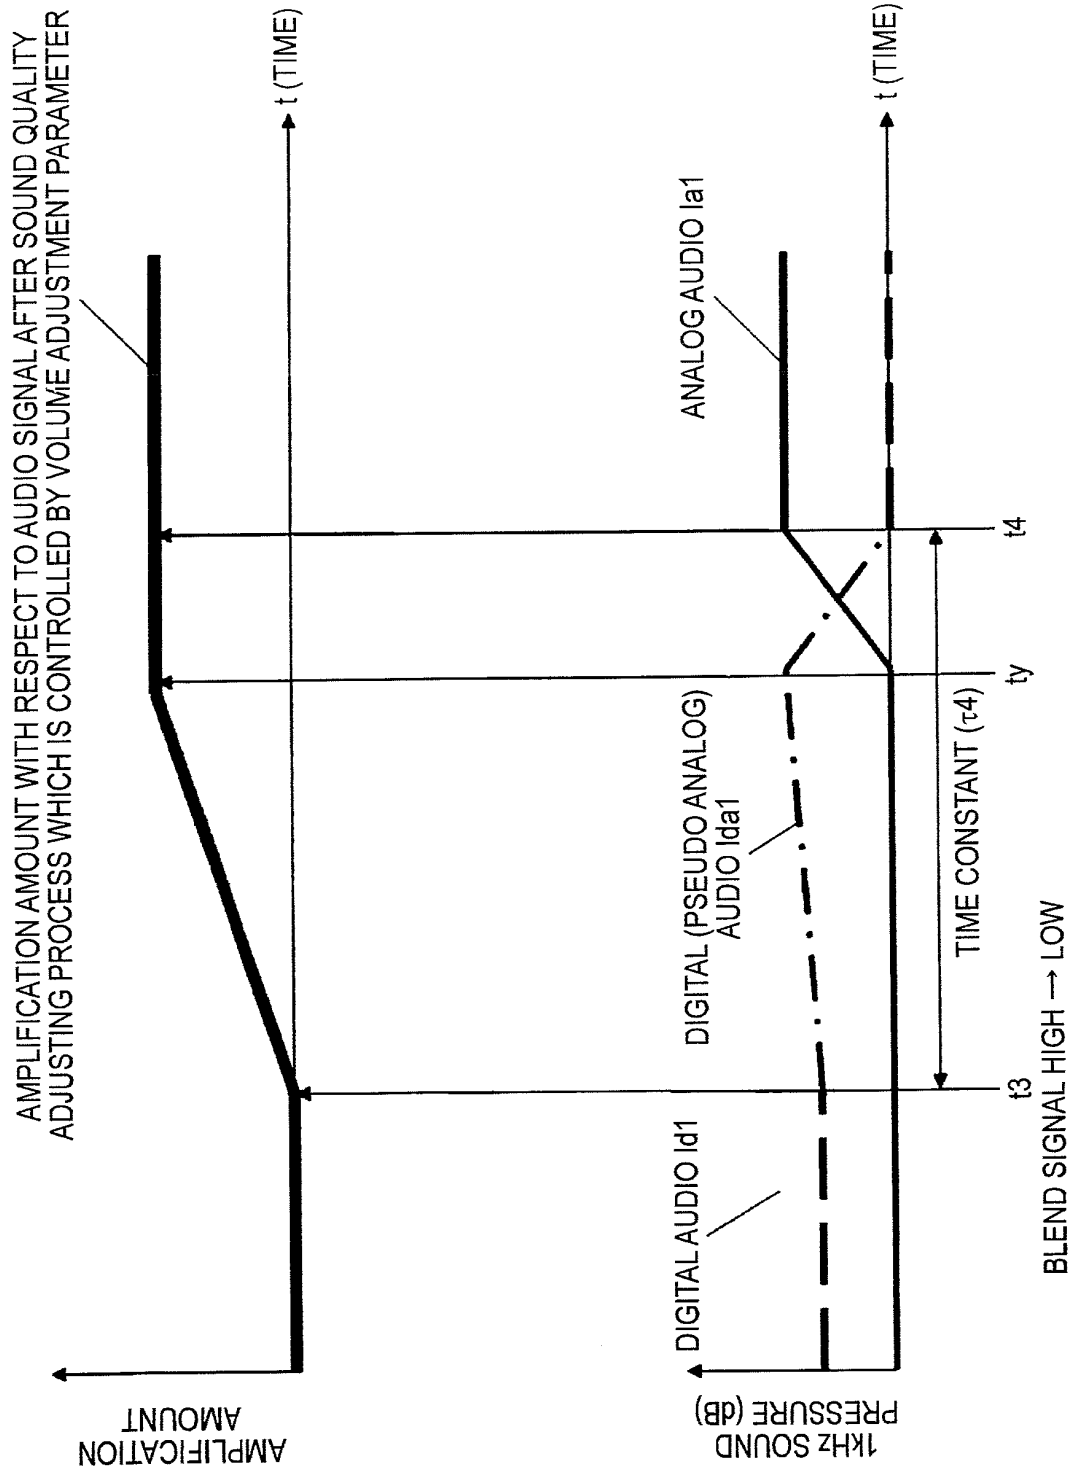 AMPLIFICATION AMOUNT WITH RESPECT TO AUDIO SIGNAL AFTER SOUND QUALITY
ADJUSTING PROCESS WHICH IS CONTROLLED BY VOLUME ADJUSTMENT PARAMETER
AMPLIFICATION
AMOUNT
t (TIME)
1kHz SOUND
PRESSURE (dB)
DIGITAL AUDIO Id1
DIGITAL (PSEUDO ANALOG)
AUDIO Ida1
ANALOG AUDIO Ia1
t (TIME)
t3
ty
t4
TIME CONSTANT (τ4)
BLEND SIGNAL HIGH → LOW